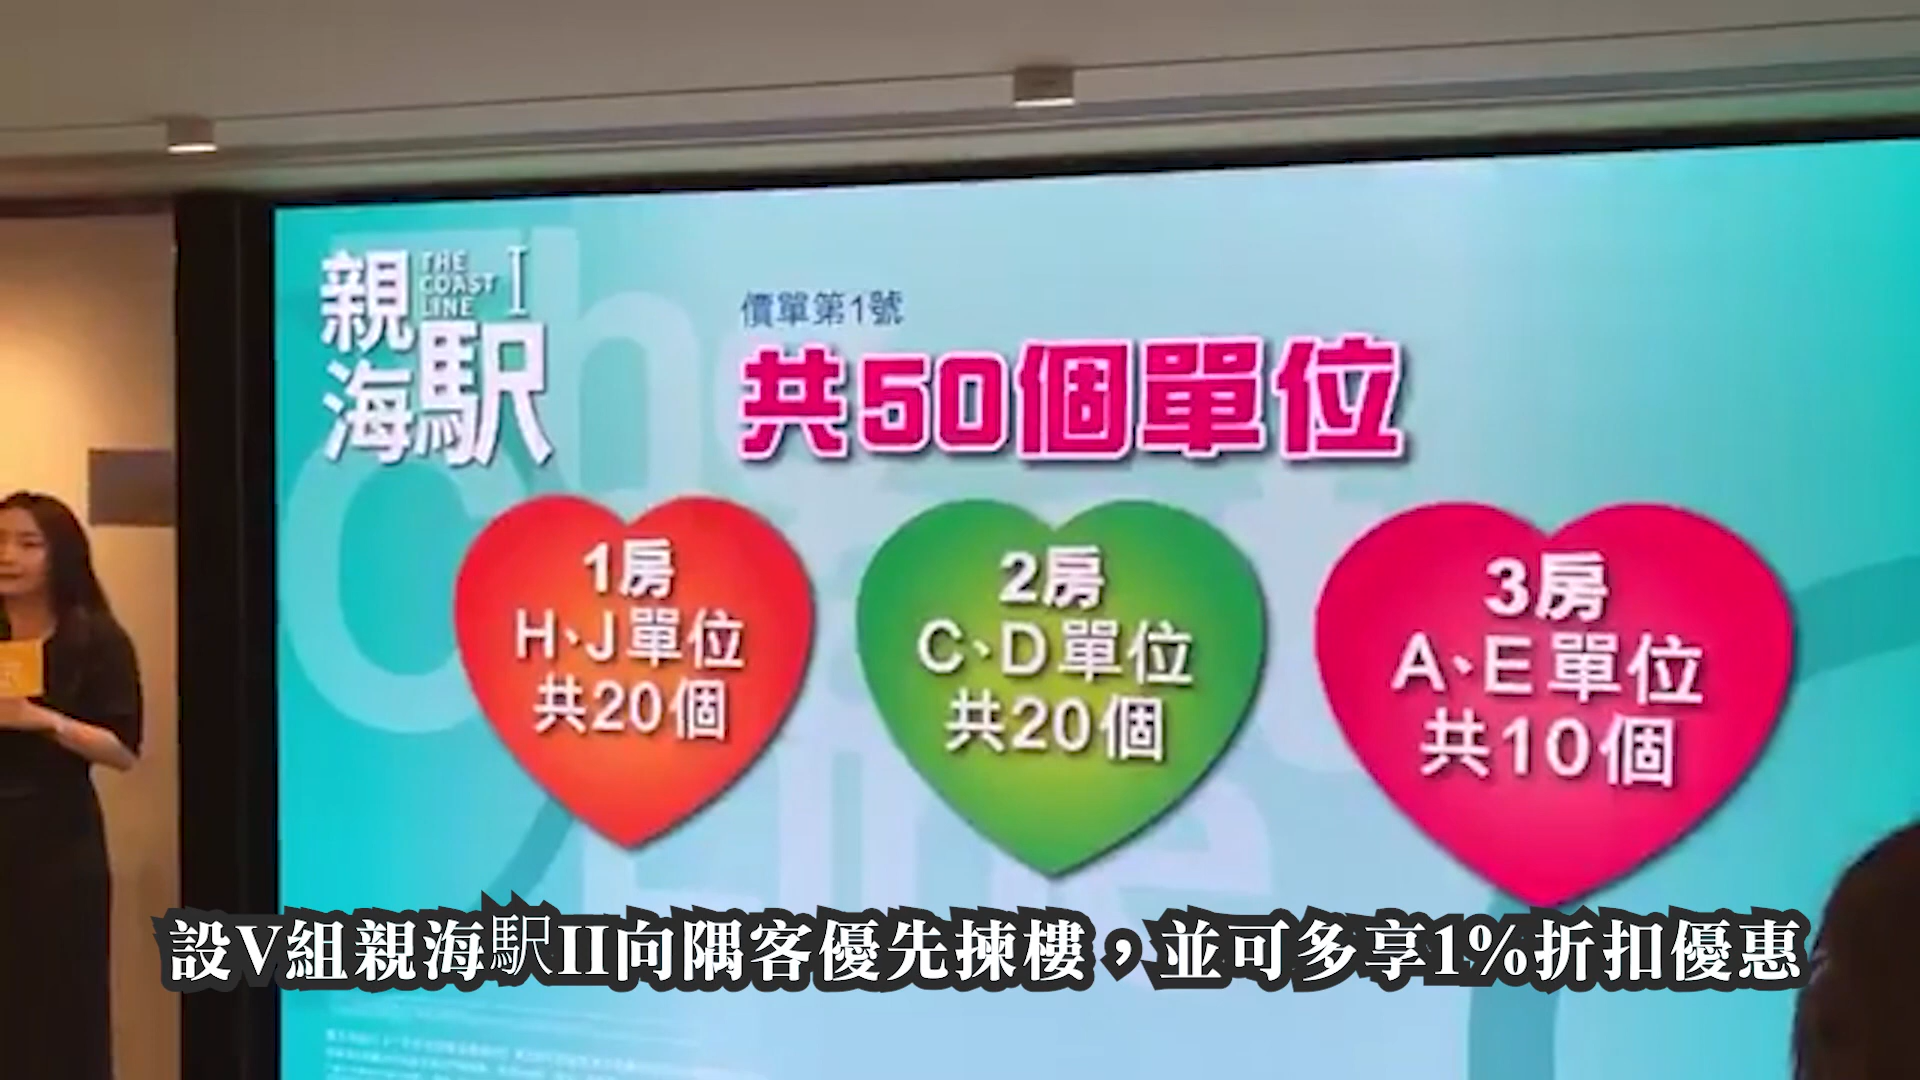 親海駅
THE
COAST
LINE
I
價單第1號
共50個單位
1房
H、J單位
共20個
2房
C、D單位
共20個
3房
A、E單位
共10個
設V組親海駅II向隅客優先揀樓，並可多享1%折扣優惠